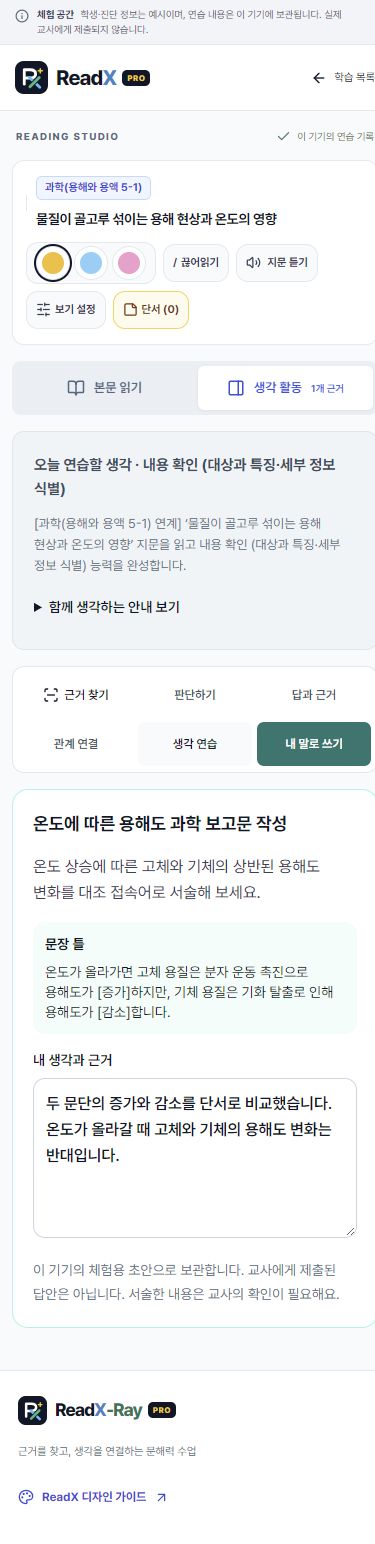 체험 공간 학생·진단 정보는 예시이며, 연습 내용은 이 기기에 보관됩니다. 실제
교사에게 제출되지 않습니다.
ReadX PRO
← 학습 목록
READING STUDIO
이 기기의 연습 기록
과학(용해와 용액 5-1)
물질이 골고루 섞이는 용해 현상과 온도의 영향
/ 끊어읽기
지문 듣기
보기 설정
단서 (0)
본문 읽기
생각 활동 1개 근거
오늘 연습할 생각 · 내용 확인 (대상과 특징·세부 정보
식별)
[과학(용해와 용액 5-1) 연계] '물질이 골고루 섞이는 용해
현상과 온도의 영향' 지문을 읽고 내용 확인 (대상과 특징·세부
정보 식별) 능력을 완성합니다.
▶ 함께 생각하는 안내 보기
근거 찾기
판단하기
답과 근거
관계 연결
생각 연습
내 말로 쓰기
온도에 따른 용해도 과학 보고문 작성
온도 상승에 따른 고체와 기체의 상반된 용해도
변화를 대조 접속어로 서술해 보세요.
문장 틀
온도가 올라가면 고체 용질은 분자 운동 촉진으로
용해도가 [증가]하지만, 기체 용질은 기화 탈출로 인해
용해도가 [감소]합니다.
내 생각과 근거
두 문단의 증가와 감소를 단서로 비교했습니다.
온도가 올라갈 때 고체와 기체의 용해도 변화는
반대입니다.
이 기기의 체험용 초안으로 보관합니다. 교사에게 제출된
답안은 아닙니다. 서술한 내용은 교사의 확인이 필요해요.
ReadX-Ray PRO
근거를 찾고, 생각을 연결하는 문해력 수업
ReadX 디자인 가이드 ↗